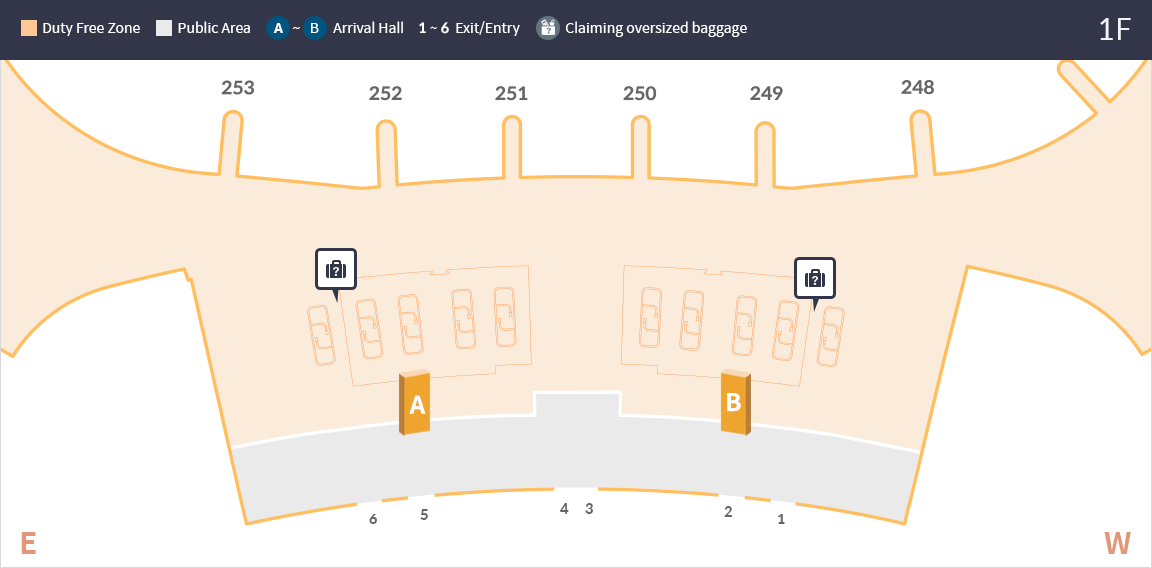 Duty Free Zone Public Area A ~ B Arrival Hall 1 ~ 6 Exit/Entry ? Claiming oversized baggage 1F
253 252 251 250 249 248
? ?
A B
6 5 4 3 2 1
E W